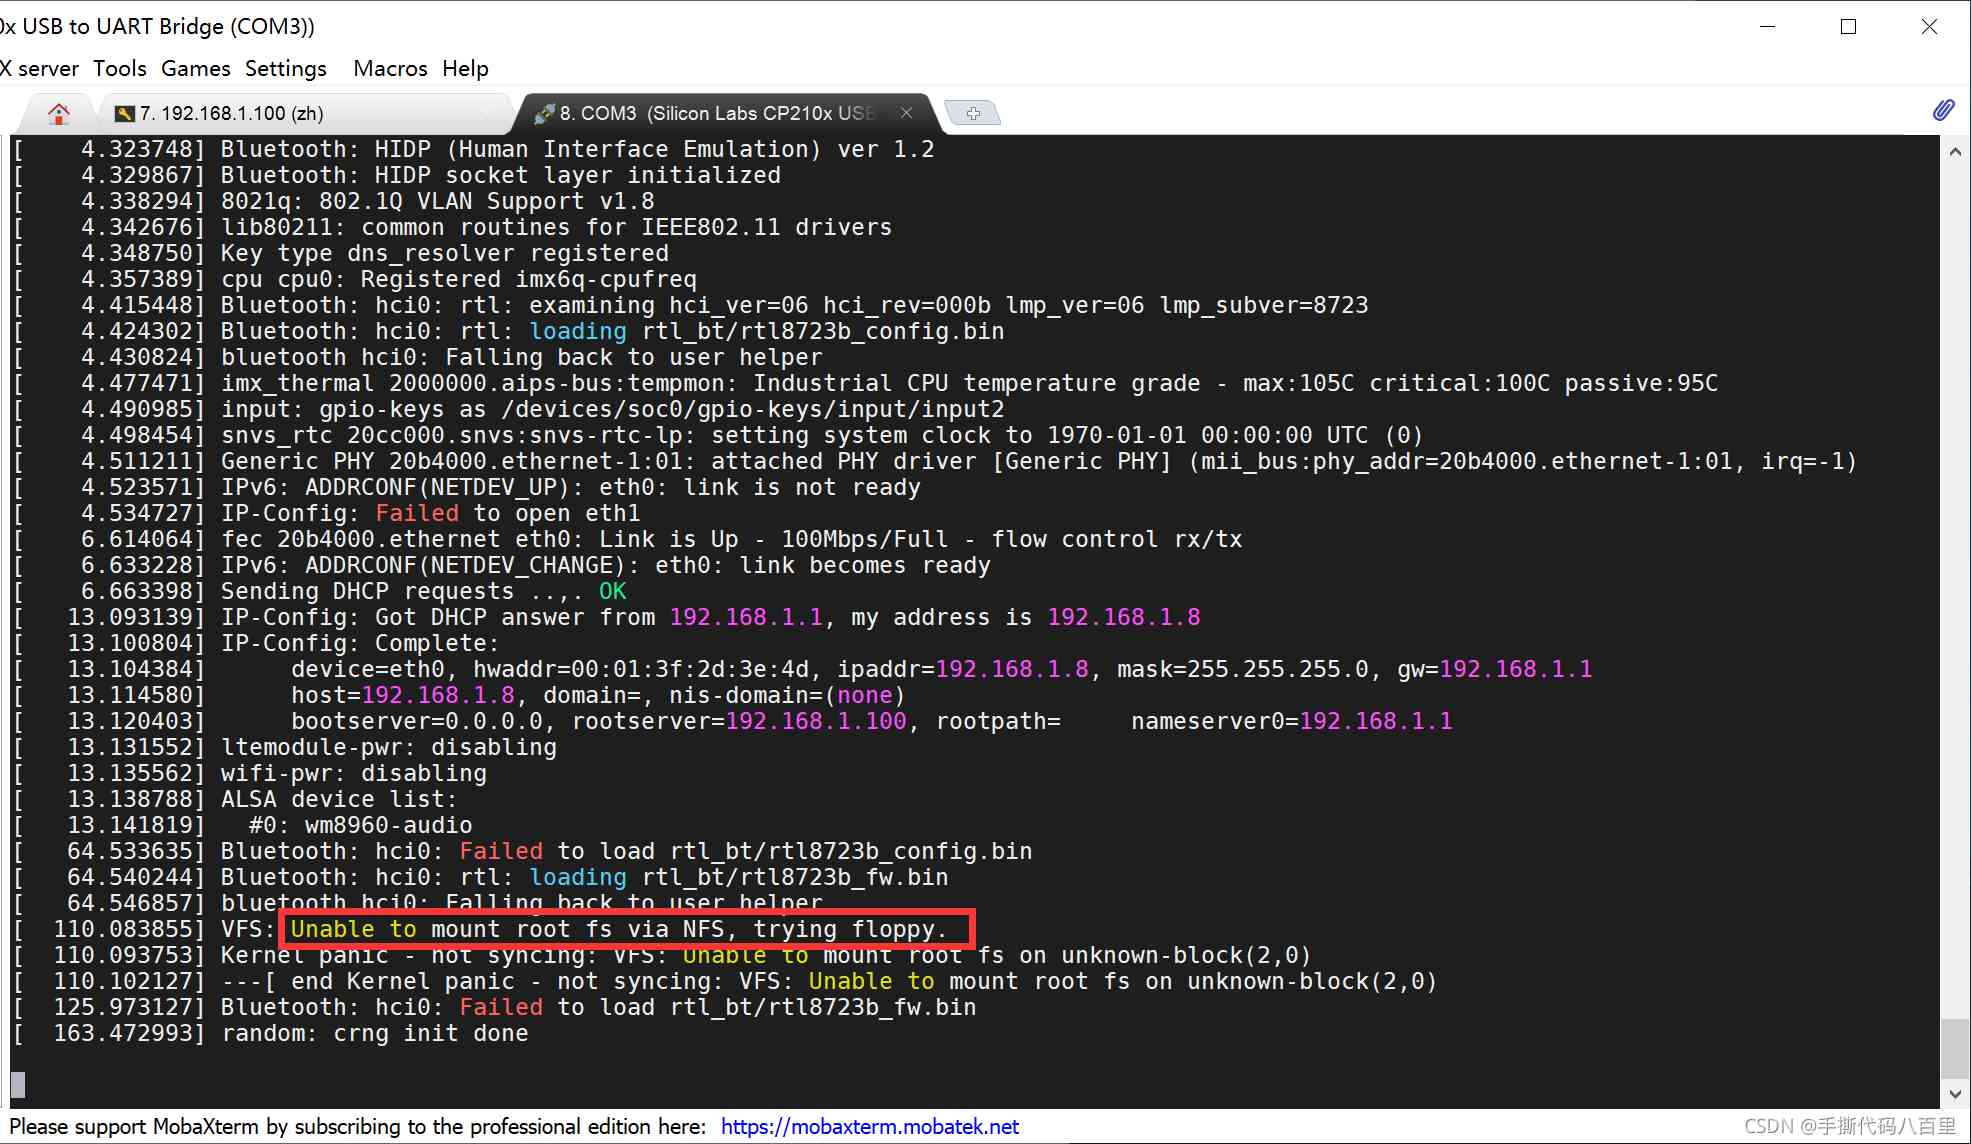 0x USB to UART Bridge (COM3))
X server Tools Games Settings Macros Help
7. 192.168.1.100 (zh)
8. COM3 (Silicon Labs CP210x USB
[    4.323748] Bluetooth: HIDP (Human Interface Emulation) ver 1.2
[    4.329867] Bluetooth: HIDP socket layer initialized
[    4.338294] 8021q: 802.1Q VLAN Support v1.8
[    4.342676] lib80211: common routines for IEEE802.11 drivers
[    4.348750] Key type dns_resolver registered
[    4.357389] cpu cpu0: Registered imx6q-cpufreq
[    4.415448] Bluetooth: hci0: rtl: examining hci_ver=06 hci_rev=000b lmp_ver=06 lmp_subver=8723
[    4.424302] Bluetooth: hci0: rtl: loading rtl_bt/rtl8723b_config.bin
[    4.430824] bluetooth hci0: Falling back to user helper
[    4.477471] imx_thermal 2000000.aips-bus:tempmon: Industrial CPU temperature grade - max:105C critical:100C passive:95C
[    4.490985] input: gpio-keys as /devices/soc0/gpio-keys/input/input2
[    4.498454] snvs_rtc 20cc000.snvs:snvs-rtc-lp: setting system clock to 1970-01-01 00:00:00 UTC (0)
[    4.511211] Generic PHY 20b4000.ethernet-1:01: attached PHY driver [Generic PHY] (mii_bus:phy_addr=20b4000.ethernet-1:01, irq=-1)
[    4.523571] IPv6: ADDRCONF(NETDEV_UP): eth0: link is not ready
[    4.534727] IP-Config: Failed to open eth1
[    6.614064] fec 20b4000.ethernet eth0: Link is Up - 100Mbps/Full - flow control rx/tx
[    6.633228] IPv6: ADDRCONF(NETDEV_CHANGE): eth0: link becomes ready
[    6.663398] Sending DHCP requests ..,. OK
[   13.093139] IP-Config: Got DHCP answer from 192.168.1.1, my address is 192.168.1.8
[   13.100804] IP-Config: Complete:
[   13.104384]      device=eth0, hwaddr=00:01:3f:2d:3e:4d, ipaddr=192.168.1.8, mask=255.255.255.0, gw=192.168.1.1
[   13.114580]      host=192.168.1.8, domain=, nis-domain=(none)
[   13.120403]      bootserver=0.0.0.0, rootserver=192.168.1.100, rootpath=     nameserver0=192.168.1.1
[   13.131552] ltemodule-pwr: disabling
[   13.135562] wifi-pwr: disabling
[   13.138788] ALSA device list:
[   13.141819]   #0: wm8960-audio
[   64.533635] Bluetooth: hci0: Failed to load rtl_bt/rtl8723b_config.bin
[   64.540244] Bluetooth: hci0: rtl: loading rtl_bt/rtl8723b_fw.bin
[   64.546857] bluetooth hci0: Falling back to user helper
[  110.083855] VFS: Unable to mount root fs via NFS, trying floppy.
[  110.093753] Kernel panic - not syncing: VFS: Unable to mount root fs on unknown-block(2,0)
[  110.102127] ---[ end Kernel panic - not syncing: VFS: Unable to mount root fs on unknown-block(2,0)
[  125.973127] Bluetooth: hci0: Failed to load rtl_bt/rtl8723b_fw.bin
[  163.472993] random: crng init done
Please support MobaXterm by subscribing to the professional edition here: https://mobaxterm.mobatek.net
CSDN @手撕代码八百里